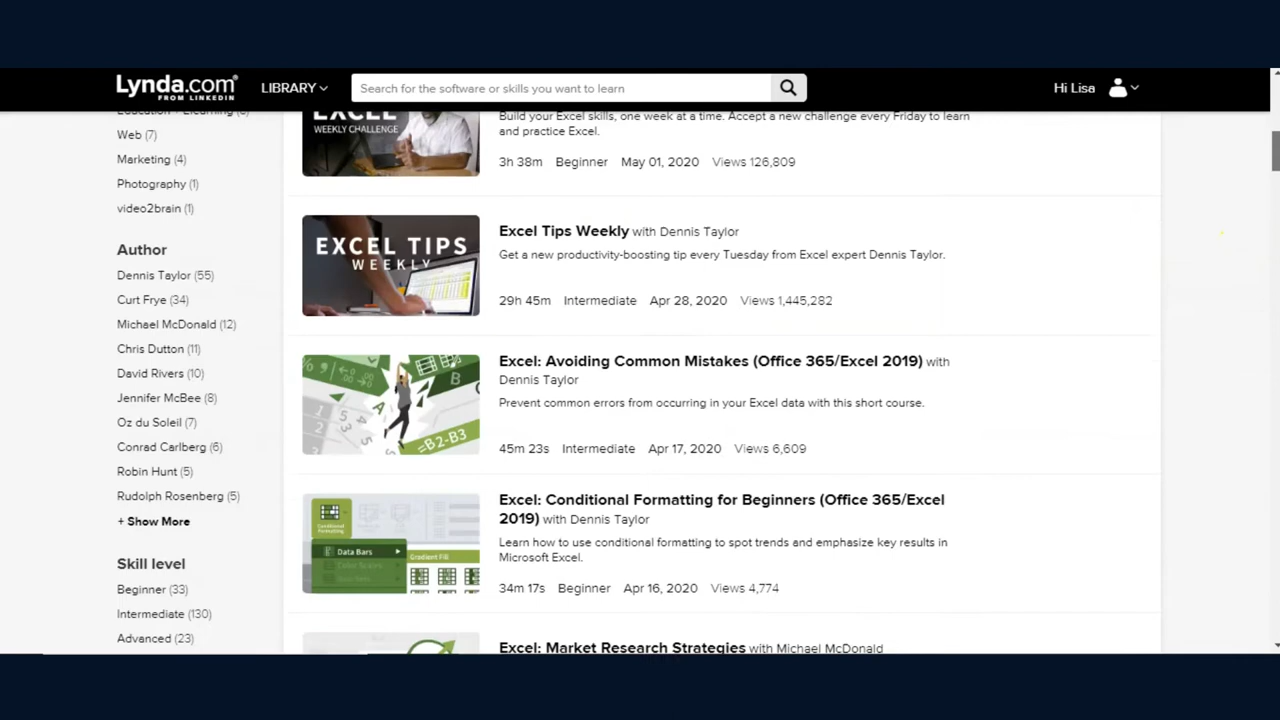 Lynda.com
FROM LINKEDIN
LIBRARY
Search for the software or skills you want to learn
Hi Lisa
Web (7)
Marketing (4)
Photography (1)
video2brain (1)
Author
Dennis Taylor (55)
Curt Frye (34)
Michael McDonald (12)
Chris Dutton (11)
David Rivers (10)
Jennifer McBee (8)
Oz du Soleil (7)
Conrad Carlberg (6)
Robin Hunt (5)
Rudolph Rosenberg (5)
+ Show More
Skill level
Beginner (33)
Intermediate (130)
Advanced (23)
EXCEL
WEEKLY CHALLENGE
Build your Excel skills, one week at a time. Accept a new challenge every Friday to learn
and practice Excel.
3h 38m Beginner May 01, 2020 Views 126,809
EXCEL TIPS
WEEKLY
Excel Tips Weekly with Dennis Taylor
Get a new productivity-boosting tip every Tuesday from Excel expert Dennis Taylor.
29h 45m Intermediate Apr 28, 2020 Views 1,445,282
B
=B2-B3
Excel: Avoiding Common Mistakes (Office 365/Excel 2019) with
Dennis Taylor
Prevent common errors from occurring in your Excel data with this short course.
45m 23s Intermediate Apr 17, 2020 Views 6,609
Conditional
Formatting
Data Bars
Gradient Fill
Excel: Conditional Formatting for Beginners (Office 365/Excel
2019) with Dennis Taylor
Learn how to use conditional formatting to spot trends and emphasize key results in
Microsoft Excel.
34m 17s Beginner Apr 16, 2020 Views 4,774
Excel: Market Research Strategies with Michael McDonald